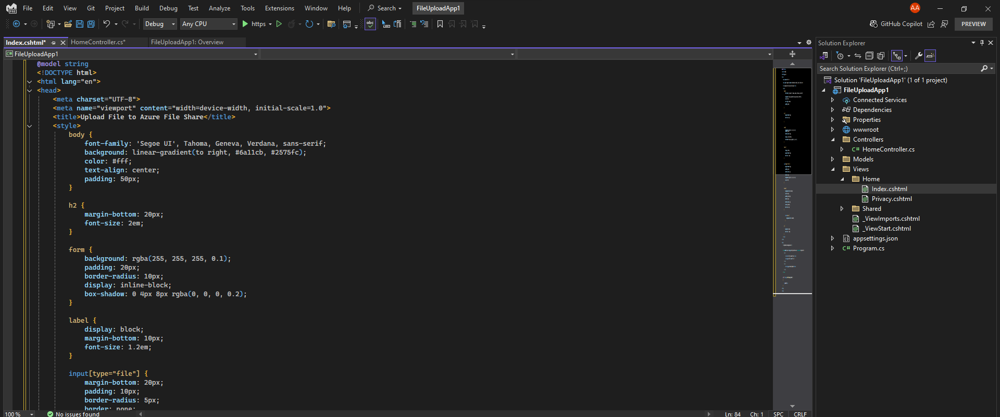 File Edit View Git Project Build Debug Test Analyze Tools Extensions Window Help Search FileUploadApp1 AA
Debug Any CPU https abc GitHub Copilot PREVIEW
Index.cshtml* HomeController.cs* FileUploadApp1: Overview
C# FileUploadApp1
@model string
<!DOCTYPE html>
<html lang="en">
<head>
<meta charset="UTF-8">
<meta name="viewport" content="width=device-width, initial-scale=1.0">
<title>Upload File to Azure File Share</title>
<style>
body {
font-family: 'Segoe UI', Tahoma, Geneva, Verdana, sans-serif;
background: linear-gradient(to right, #6a11cb, #2575fc);
color: #fff;
text-align: center;
padding: 50px;
}
h2 {
margin-bottom: 20px;
font-size: 2em;
}
form {
background: rgba(255, 255, 255, 0.1);
padding: 20px;
border-radius: 10px;
display: inline-block;
box-shadow: 0 4px 8px rgba(0, 0, 0, 0.2);
}
label {
display: block;
margin-bottom: 10px;
font-size: 1.2em;
}
input[type="file"] {
margin-bottom: 20px;
padding: 10px;
border-radius: 5px;
border: none;
100 % No issues found Ln: 84 Ch: 1 SPC CRLF
Solution Explorer
Search Solution Explorer (Ctrl+;)
Solution 'FileUploadApp1' (1 of 1 project)
FileUploadApp1
Connected Services
Dependencies
Properties
wwwroot
Controllers
C# HomeController.cs
Models
Views
Home
Index.cshtml
Privacy.cshtml
Shared
_ViewImports.cshtml
_ViewStart.cshtml
appsettings.json
C# Program.cs